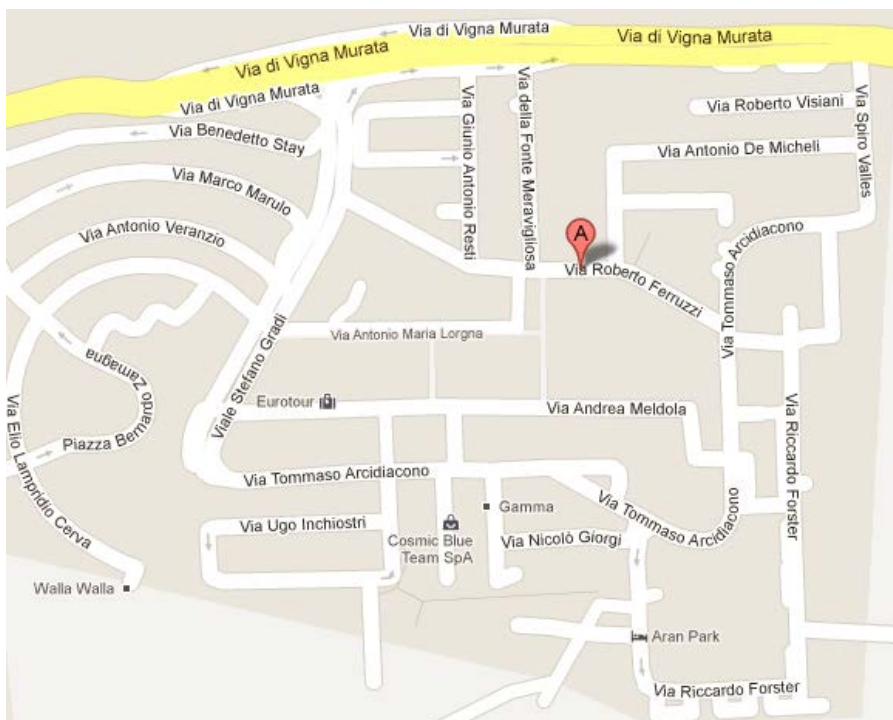 Via di Vigna Murata
Via di Vigna Murata
Via di Vigna Murata
Via di Vigna Murata
Via Roberto Visiani
Via Benedetto Stay
Via Giunio Antonio Resti
Via della Fonte Meravigliosa
Via Spiro Valles
Via Antonio De Micheli
Via Marco Marulo
Via Antonio Veranzio
A
Via Roberto Ferruzzi
Via Tommaso Arcidiacono
Via Antonio Maria Lorgna
Viale Stefano Gradi
Piazza Bernardo Zamagna
Via Elio Lampridio Cerva
Eurotour
Via Andrea Meldola
Via Riccardo Forster
Via Tommaso Arcidiacono
Via Tommaso Arcidiacono
Gamma
Via Ugo Inchiostri
Cosmic Blue
Team SpA
Via Nicolò Giorgi
Walla Walla
Aran Park
Via Riccardo Forster